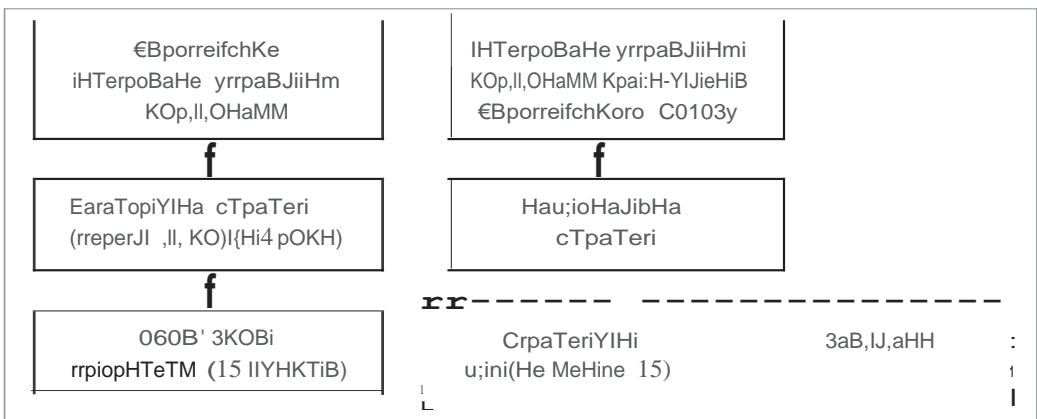 €BporreifchKe
iHTerpoBaHe yrrpaBJiiHm
KOp,ll,OHaMM
IHTerpoBaHe yrrpaBJiiHmi
KOp,ll,OHaMM Kpai:H-YIJieHiB
€BporreifchKoro C0103y
f
f
EaraTopiYIHa cTpaTeri
(rreperJI ,ll, KO)I{Hi4 pOKH)
Hau;ioHaJibHa
cTpaTeri
f
060B' 3KOBi
rrpiopHTeTM (15 IIYHKTiB)
CrpaTeriYIHi 3aB,IJ,aHH
u;ini(He MeHine 15)